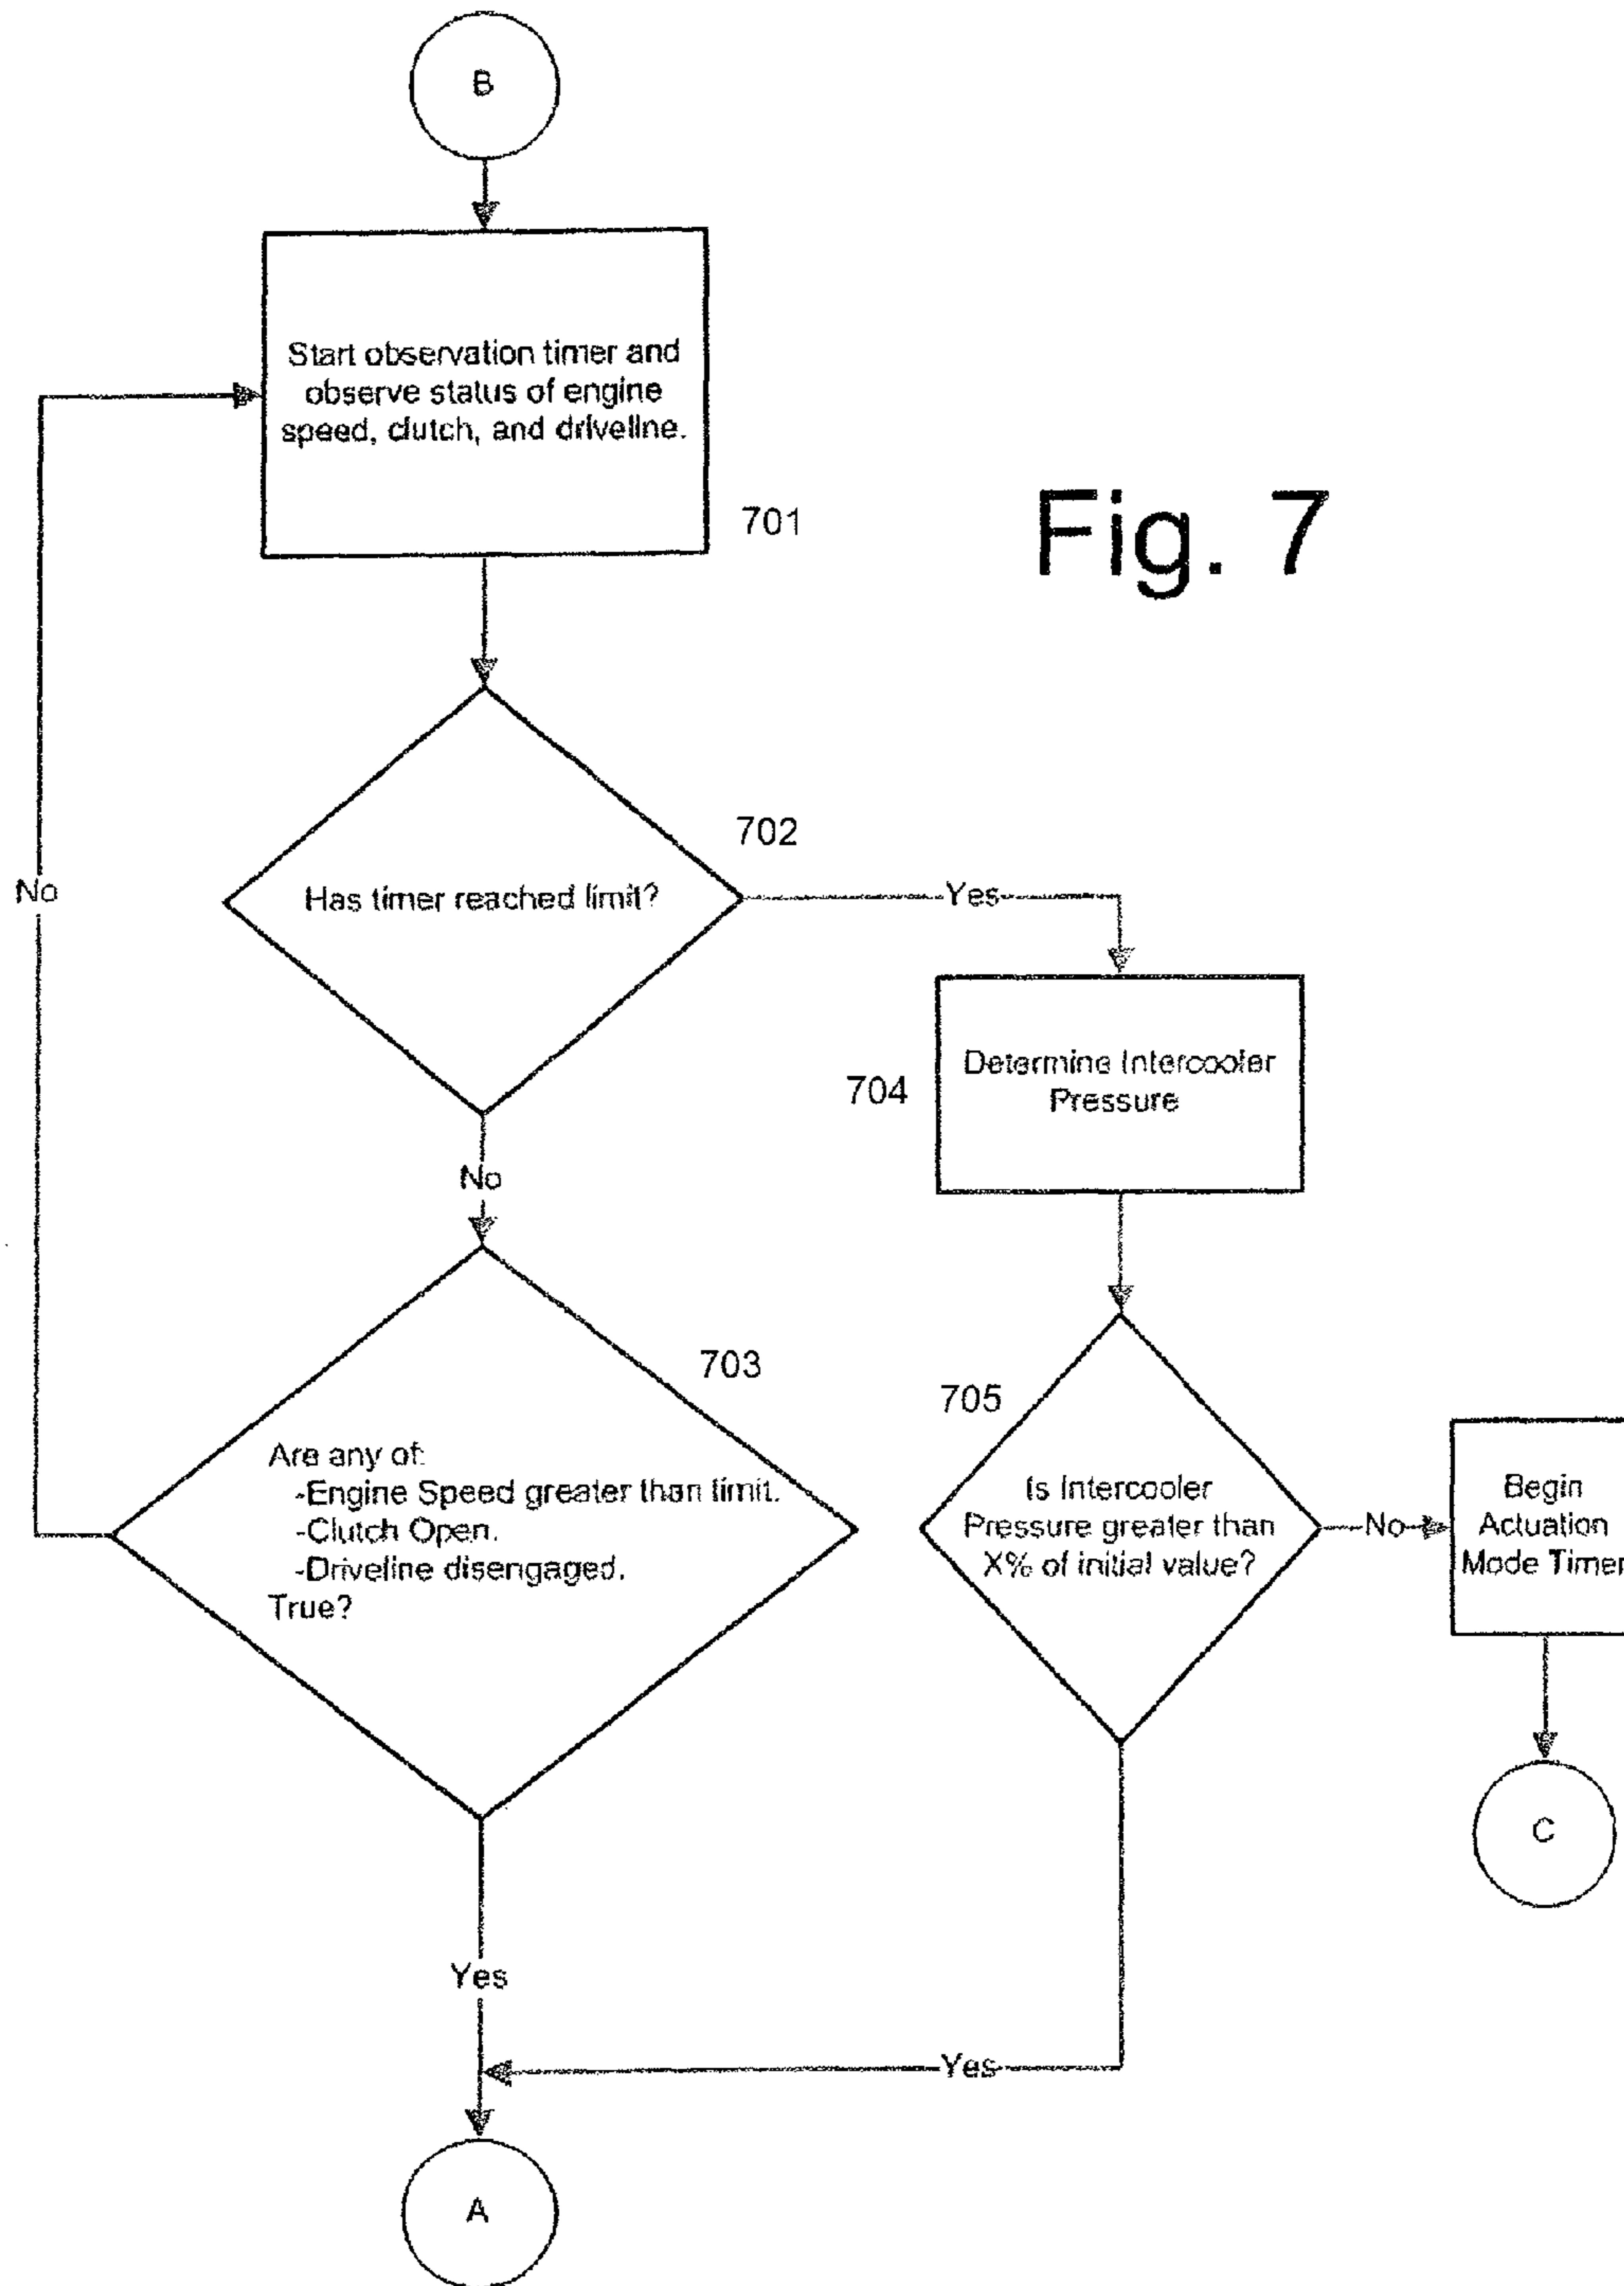 B
Start observation timer and
observe status of engine
speed, clutch, and driveline.
701
Fig. 7
702
Has timer reached limit?
No
Yes
704
Determine Intercooler
Pressure
No
703
Are any of:
-Engine Speed greater than limit.
-Clutch Open.
-Driveline disengaged.
True?
705
Is Intercooler
Pressure greater than
X% of initial value?
No
Begin
Actuation
Mode Timer
C
Yes
Yes
A